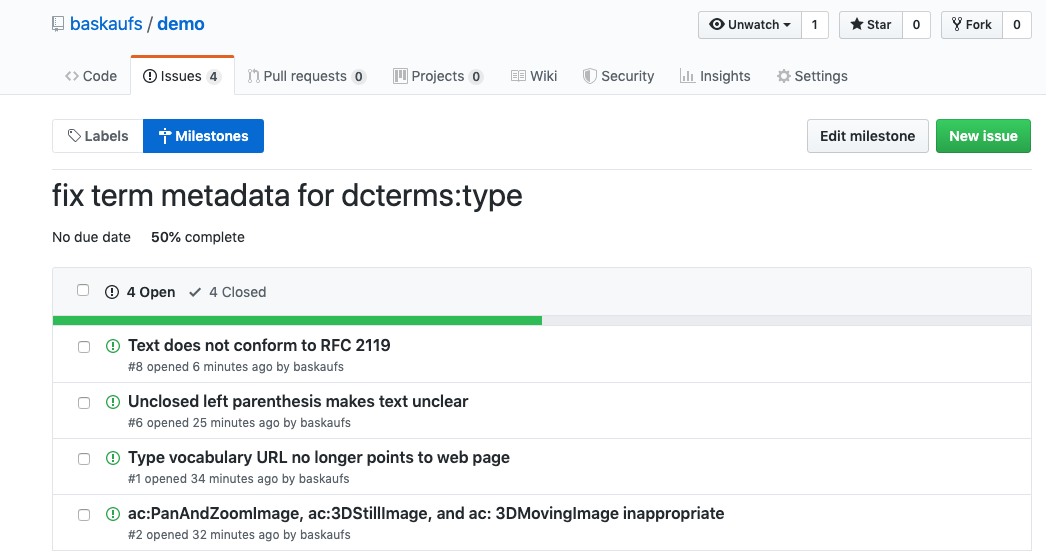 baskaufs / demo
Unwatch 1 Star 0 Fork 0
Code Issues 4 Pull requests 0 Projects 0 Wiki Security Insights Settings
Labels Milestones Edit milestone New issue
fix term metadata for dcterms:type
No due date 50% complete
4 Open 4 Closed
Text does not conform to RFC 2119
#8 opened 6 minutes ago by baskaufs
Unclosed left parenthesis makes text unclear
#6 opened 25 minutes ago by baskaufs
Type vocabulary URL no longer points to web page
#1 opened 34 minutes ago by baskaufs
ac:PanAndZoomImage, ac:3DStillImage, and ac: 3DMovingImage inappropriate
#2 opened 32 minutes ago by baskaufs